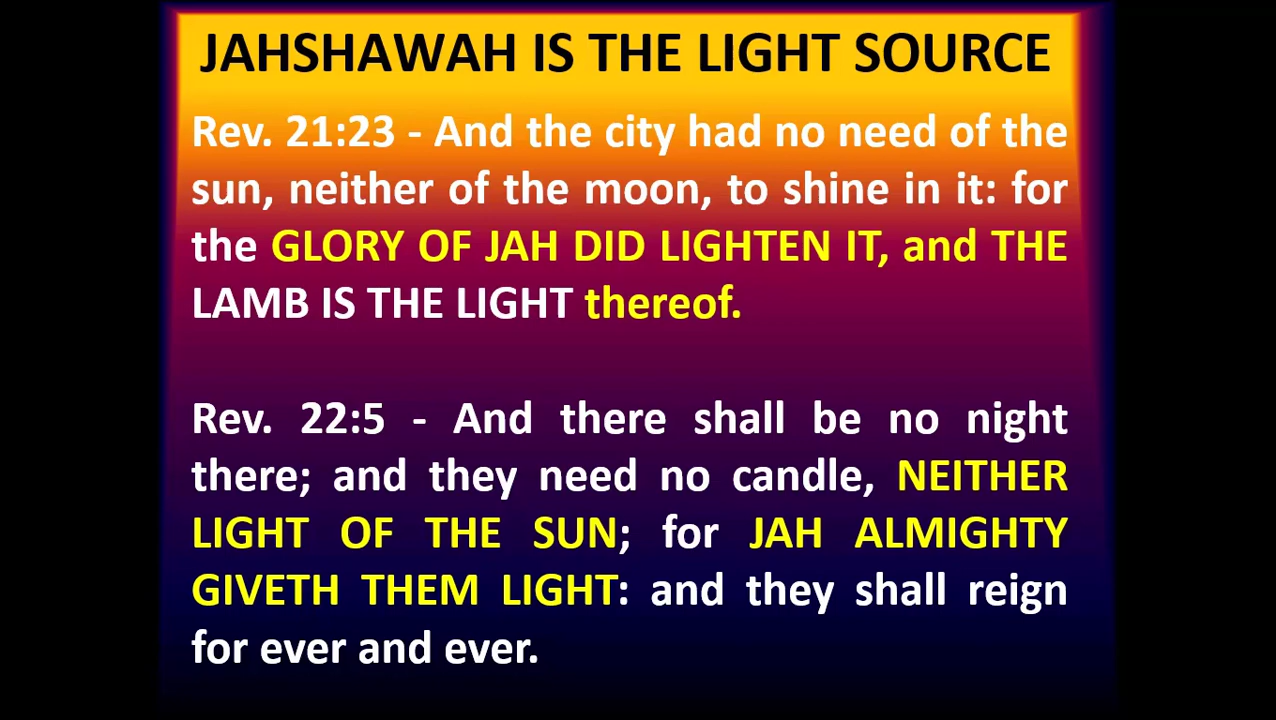 JAHSHAWAH IS THE LIGHT SOURCE
Rev. 21:23 - And the city had no need of the
sun, neither of the moon, to shine in it: for
the GLORY OF JAH DID LIGHTEN IT, and THE
LAMB IS THE LIGHT thereof.
Rev. 22:5 - And there shall be no night
there; and they need no candle, NEITHER
LIGHT OF THE SUN; for JAH ALMIGHTY
GIVETH THEM LIGHT: and they shall reign
for ever and ever.